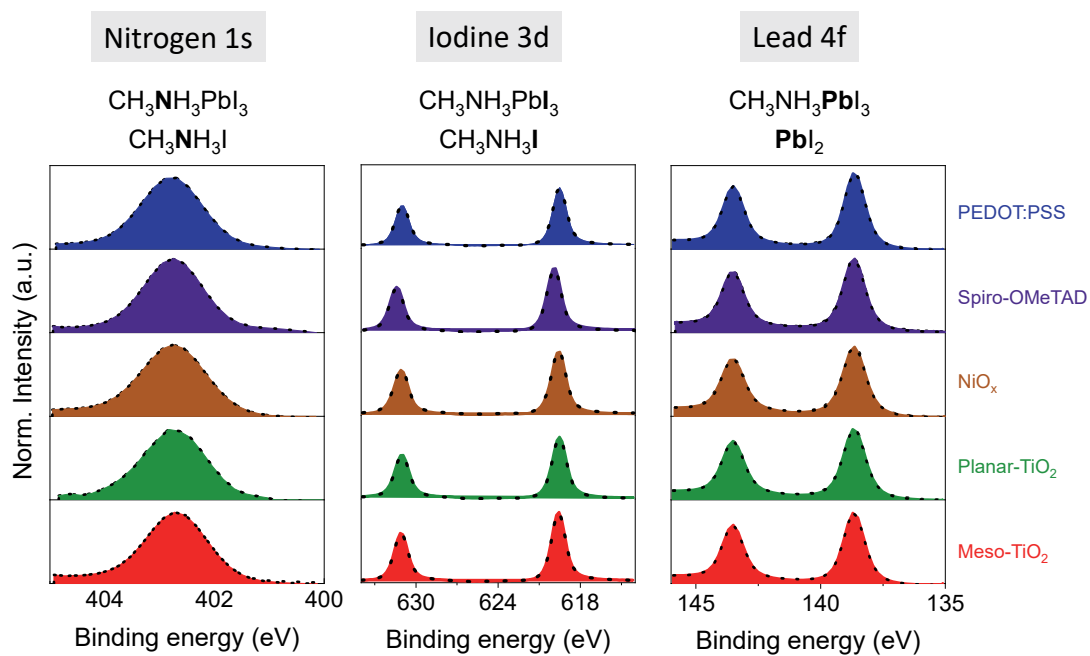 Nitrogen 1s
Iodine 3d
Lead 4f
CH₃NH₃PbI₃
CH₃NH₃I
CH₃NH₃PbI₃
CH₃NH₃I
CH₃NH₃PbI₃
PbI₂
Norm. Intensity (a.u.)
PEDOT:PSS
Spiro-OMeTAD
NiOₓ
Planar-TiO₂
Meso-TiO₂
404 402 400
630 624 618
145 140 135
Binding energy (eV)
Binding energy (eV)
Binding energy (eV)